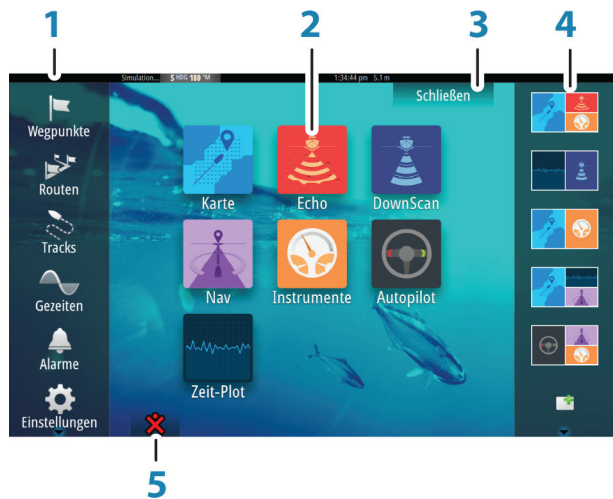 1 2 3 4
Simulation... S HDG 180 °M 1:34:44 pm 5.1 m
Schließen
Wegpunkte
Routen
Tracks
Gezeiten
Alarme
Einstellungen
Karte Echo DownScan
Nav Instrumente Autopilot
Zeit-Plot
5